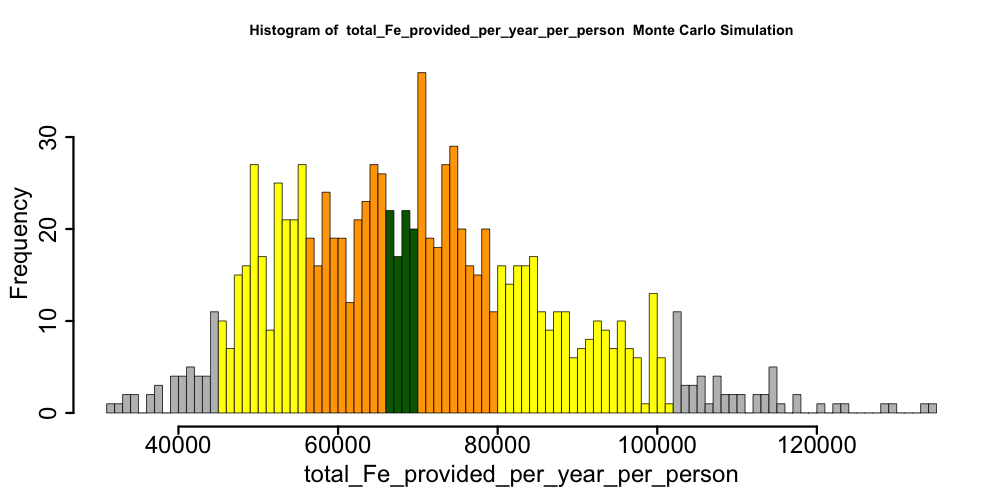 Histogram of  total_Fe_provided_per_year_per_person  Monte Carlo Simulation
Frequency
30
20
10
0
40000 60000 80000 100000 120000
total_Fe_provided_per_year_per_person